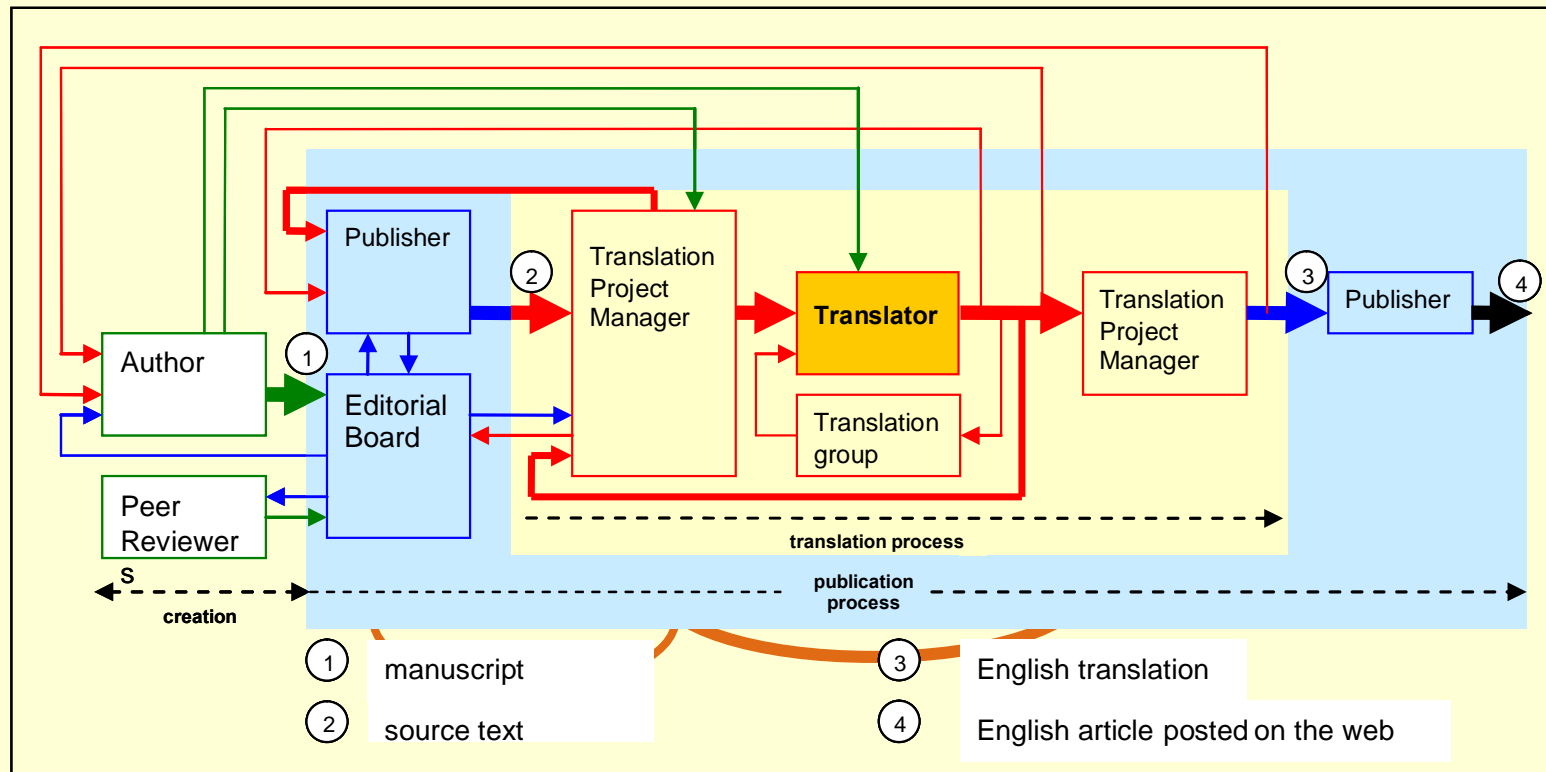 Publisher
Translation
Project
Manager
2
Translator
Translation
Project
Manager
3
Publisher
4
Author
1
Editorial
Board
Translation
group
Peer
Reviewer
s
translation process
creation
publication
process
1
manuscript
2
source text
3
English translation
4
English article posted on the web